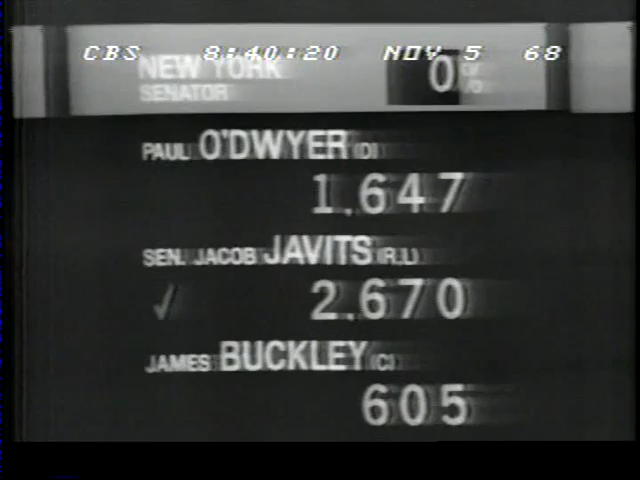 CBS 8:40:20 NOV 5 68
NEW YORK 0
SENATOR
PAUL O'DWYER (D)
1,647
SEN. JACOB JAVITS (R,L)
✓ 2,670
JAMES BUCKLEY (C)
605